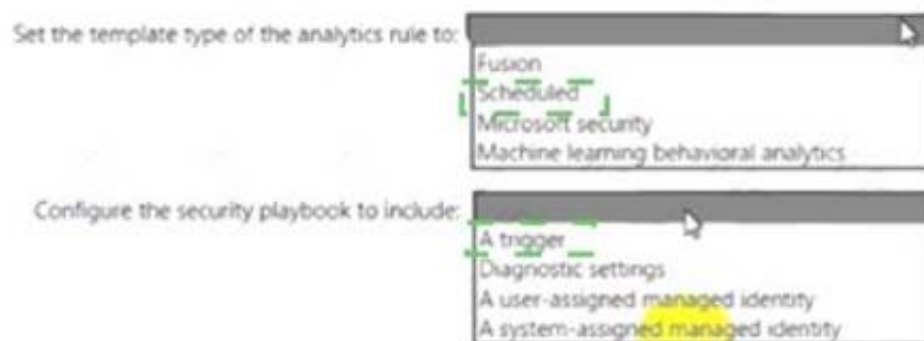 Set the template type of the analytics rule to:
Fusion
Scheduled
Microsoft security
Machine learning behavioral analytics
Configure the security playbook to include:
A trigger
Diagnostic settings
A user-assigned managed identity
A system-assigned managed identity